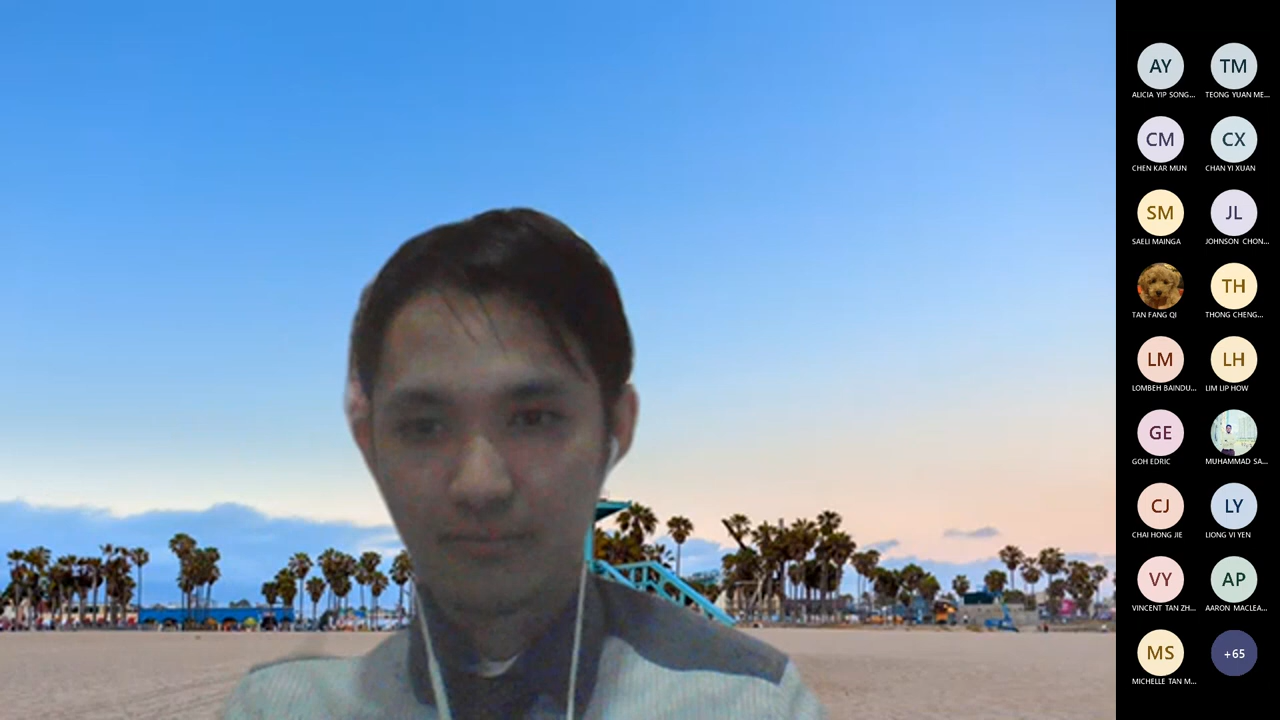 AY TM
ALICIA YIP SONG... TEONG YUAN ME...
CM CX
CHEN KAR MUN CHAN YI XUAN
SM JL
SAELI MAINGA JOHNSON CHON...
TH
TAN FANG QI THONG CHENG...
LM LH
LOMBEH BAINDU... LIM LIP HOW
GE
GOH EDRIC MUHAMMAD SA...
CJ LY
CHAI HONG JIE LIONG VI YEN
VY AP
VINCENT TAN ZH... AARON MACLEA...
MS +65
MICHELLE TAN M...